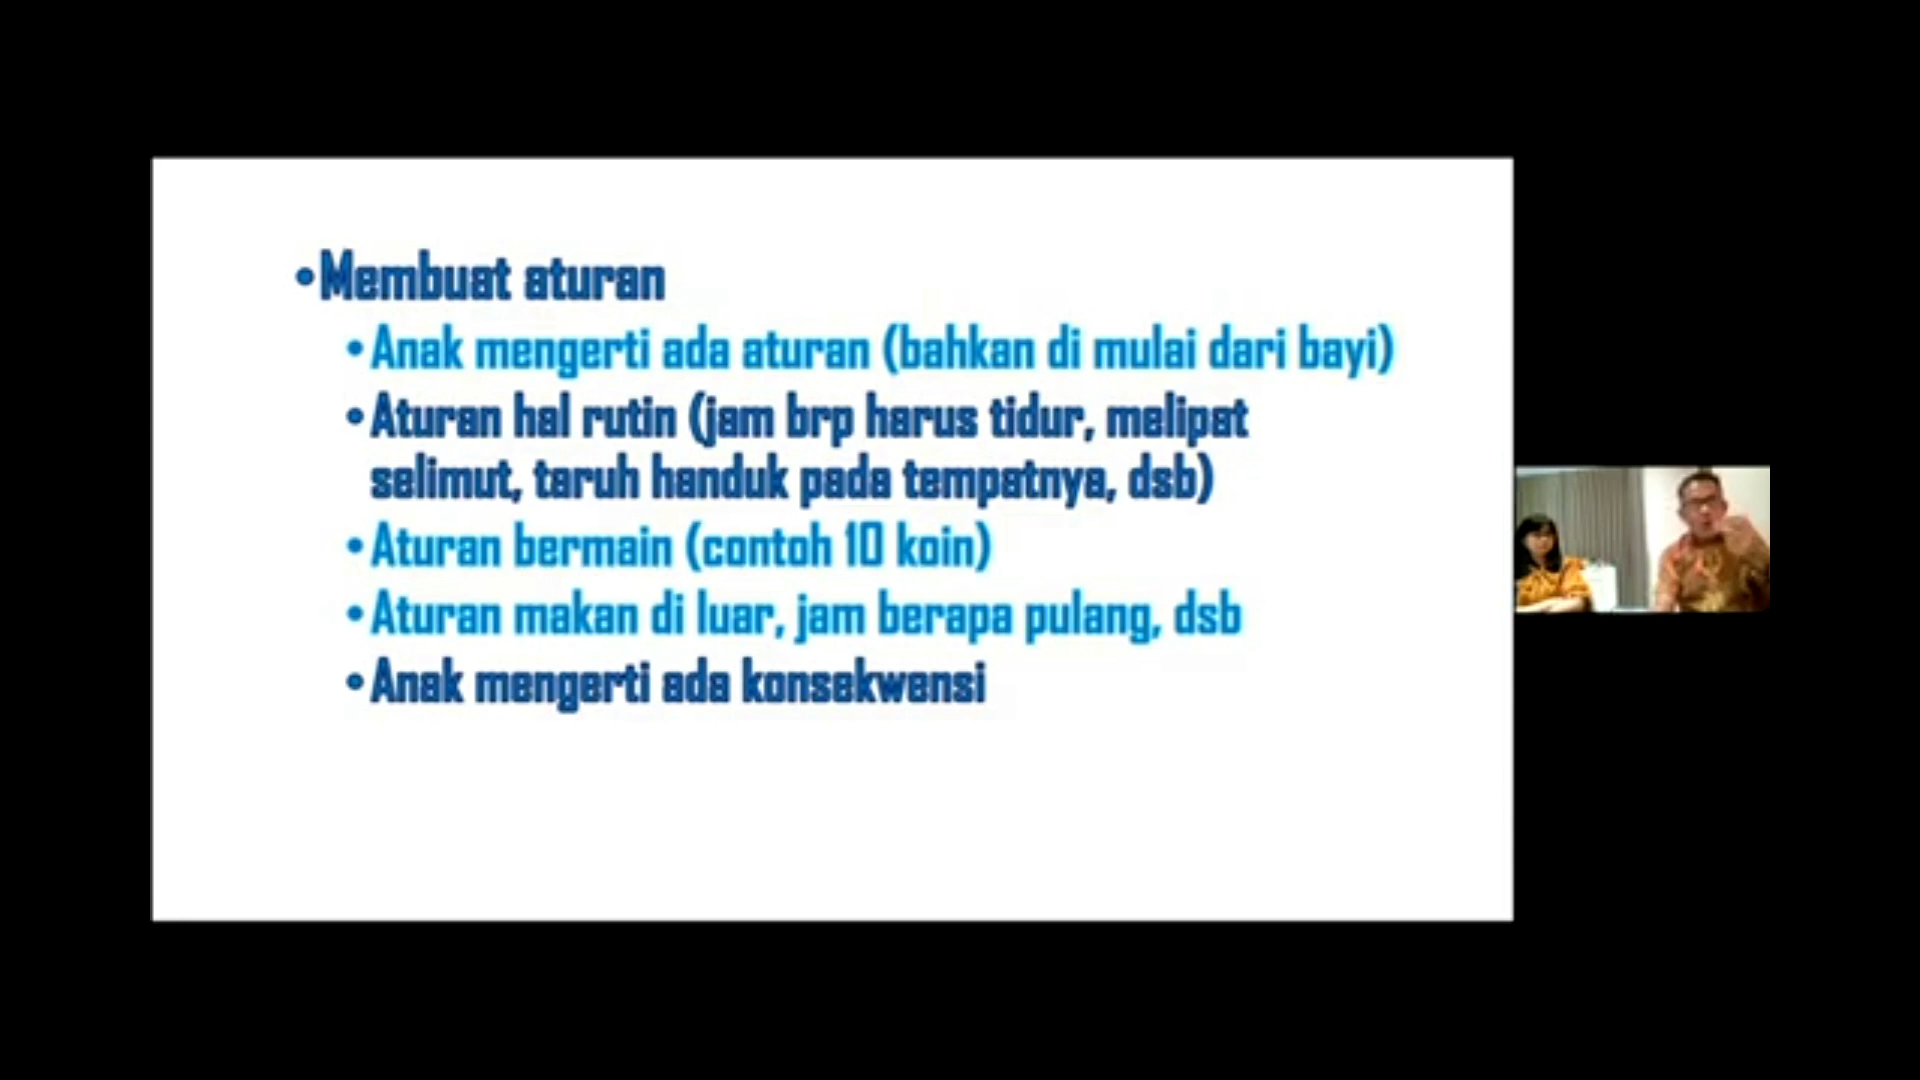 •Membuat aturan
•Anak mengerti ada aturan (bahkan di mulai dari bayi)
•Aturan hal rutin (jam brp harus tidur, melipat
selimut, taruh handuk pada tempatnya, dsb)
•Aturan bermain (contoh 10 koin)
•Aturan makan di luar, jam berapa pulang, dsb
•Anak mengerti ada konsekwensi